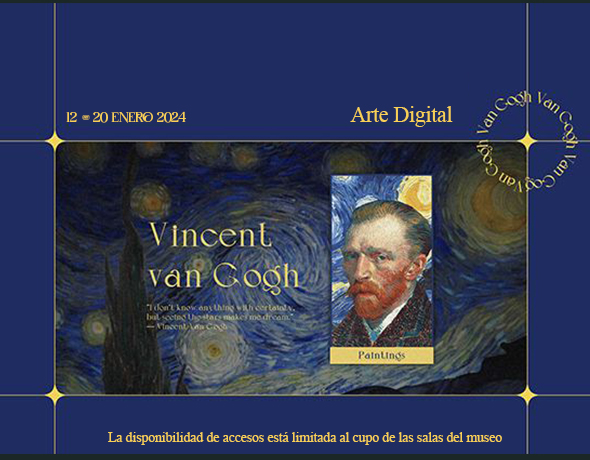 12 - 20 ENERO 2024
Arte Digital
Van Gogh Van Gogh Van Gogh Van Gogh
Vincent
van Gogh
"I don't know anything with certainty,
but seeing the stars makes me dream."
— Vincent Van Gogh
Paintings
La disponibilidad de accesos está limitada al cupo de las salas del museo